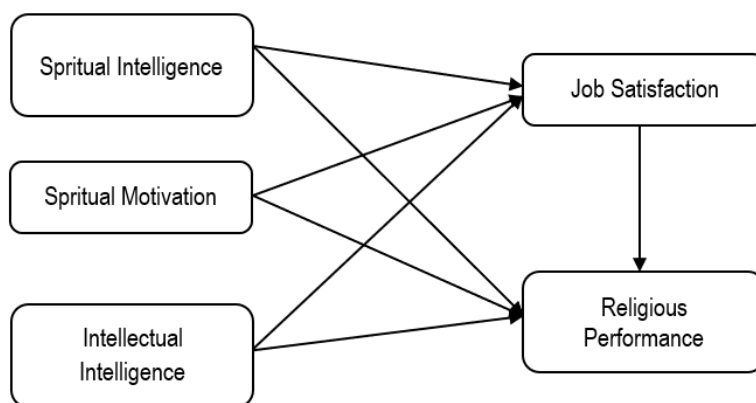 Spritual Intelligence
Job Satisfaction
Spritual Motivation
Intellectual
Intelligence
Religious
Performance